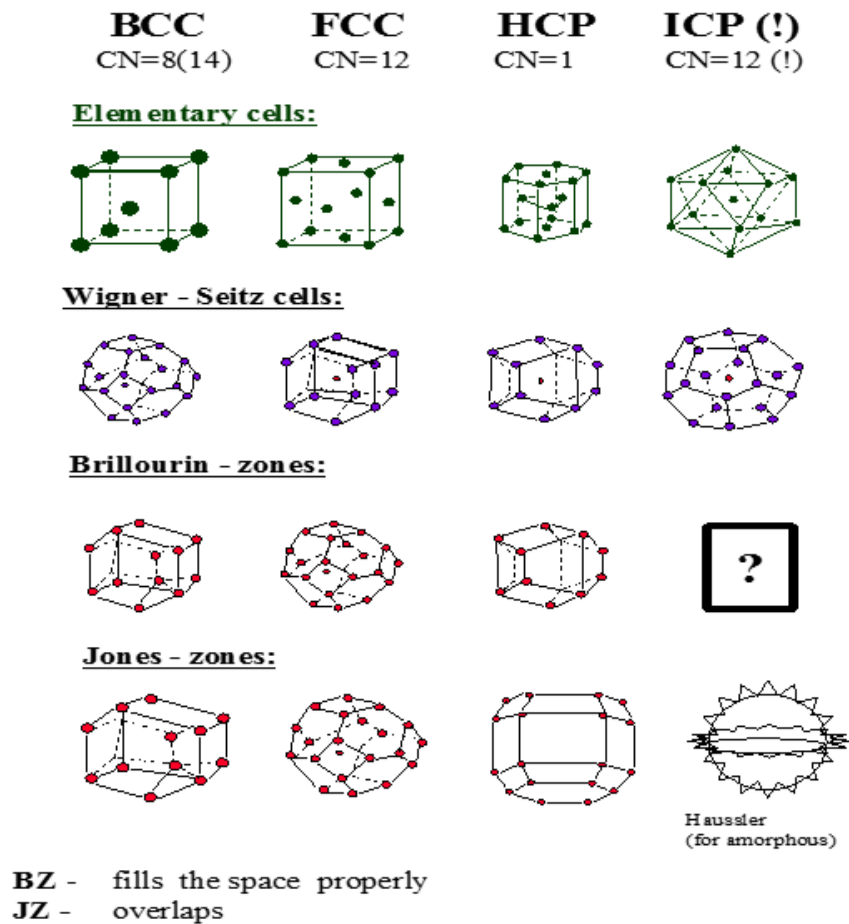 BCC FCC HCP ICP (!)
CN=8(14) CN=12 CN=1 CN=12 (!)
Elementary cells:
Wigner - Seitz cells:
Brillourin - zones:
?
Jones - zones:
Haussler
(for amorphous)
BZ - fills the space properly
JZ - overlaps